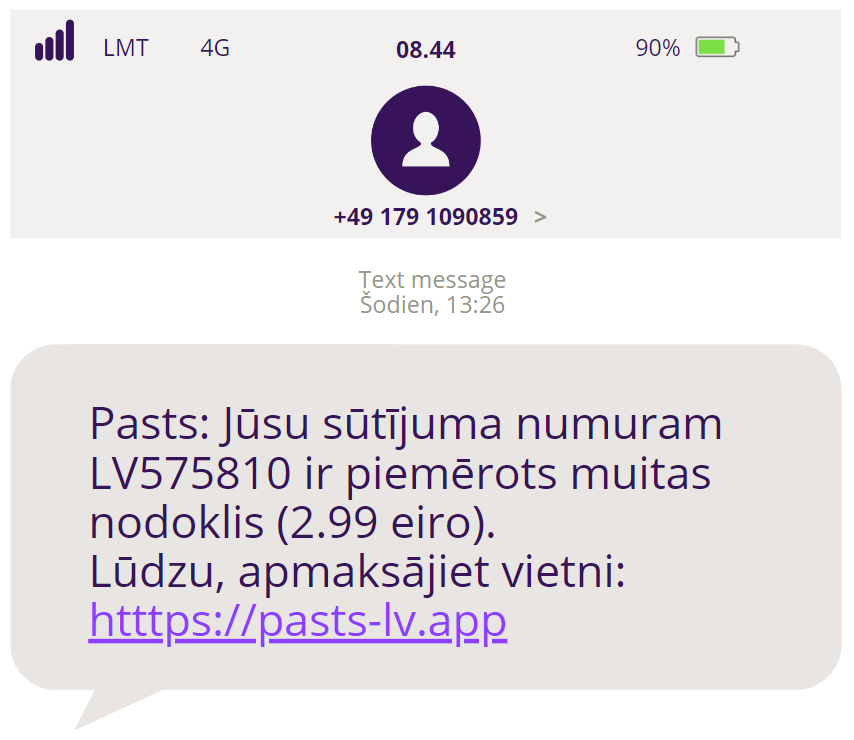 LMT 4G 08.44 90%
+49 179 1090859 >
Text message
Šodien, 13:26
Pasts: Jūsu sūtījuma numuram
LV575810 ir piemērots muitas
nodoklis (2.99 eiro).
Lūdzu, apmaksājiet vietni:
htttps://pasts-lv.app